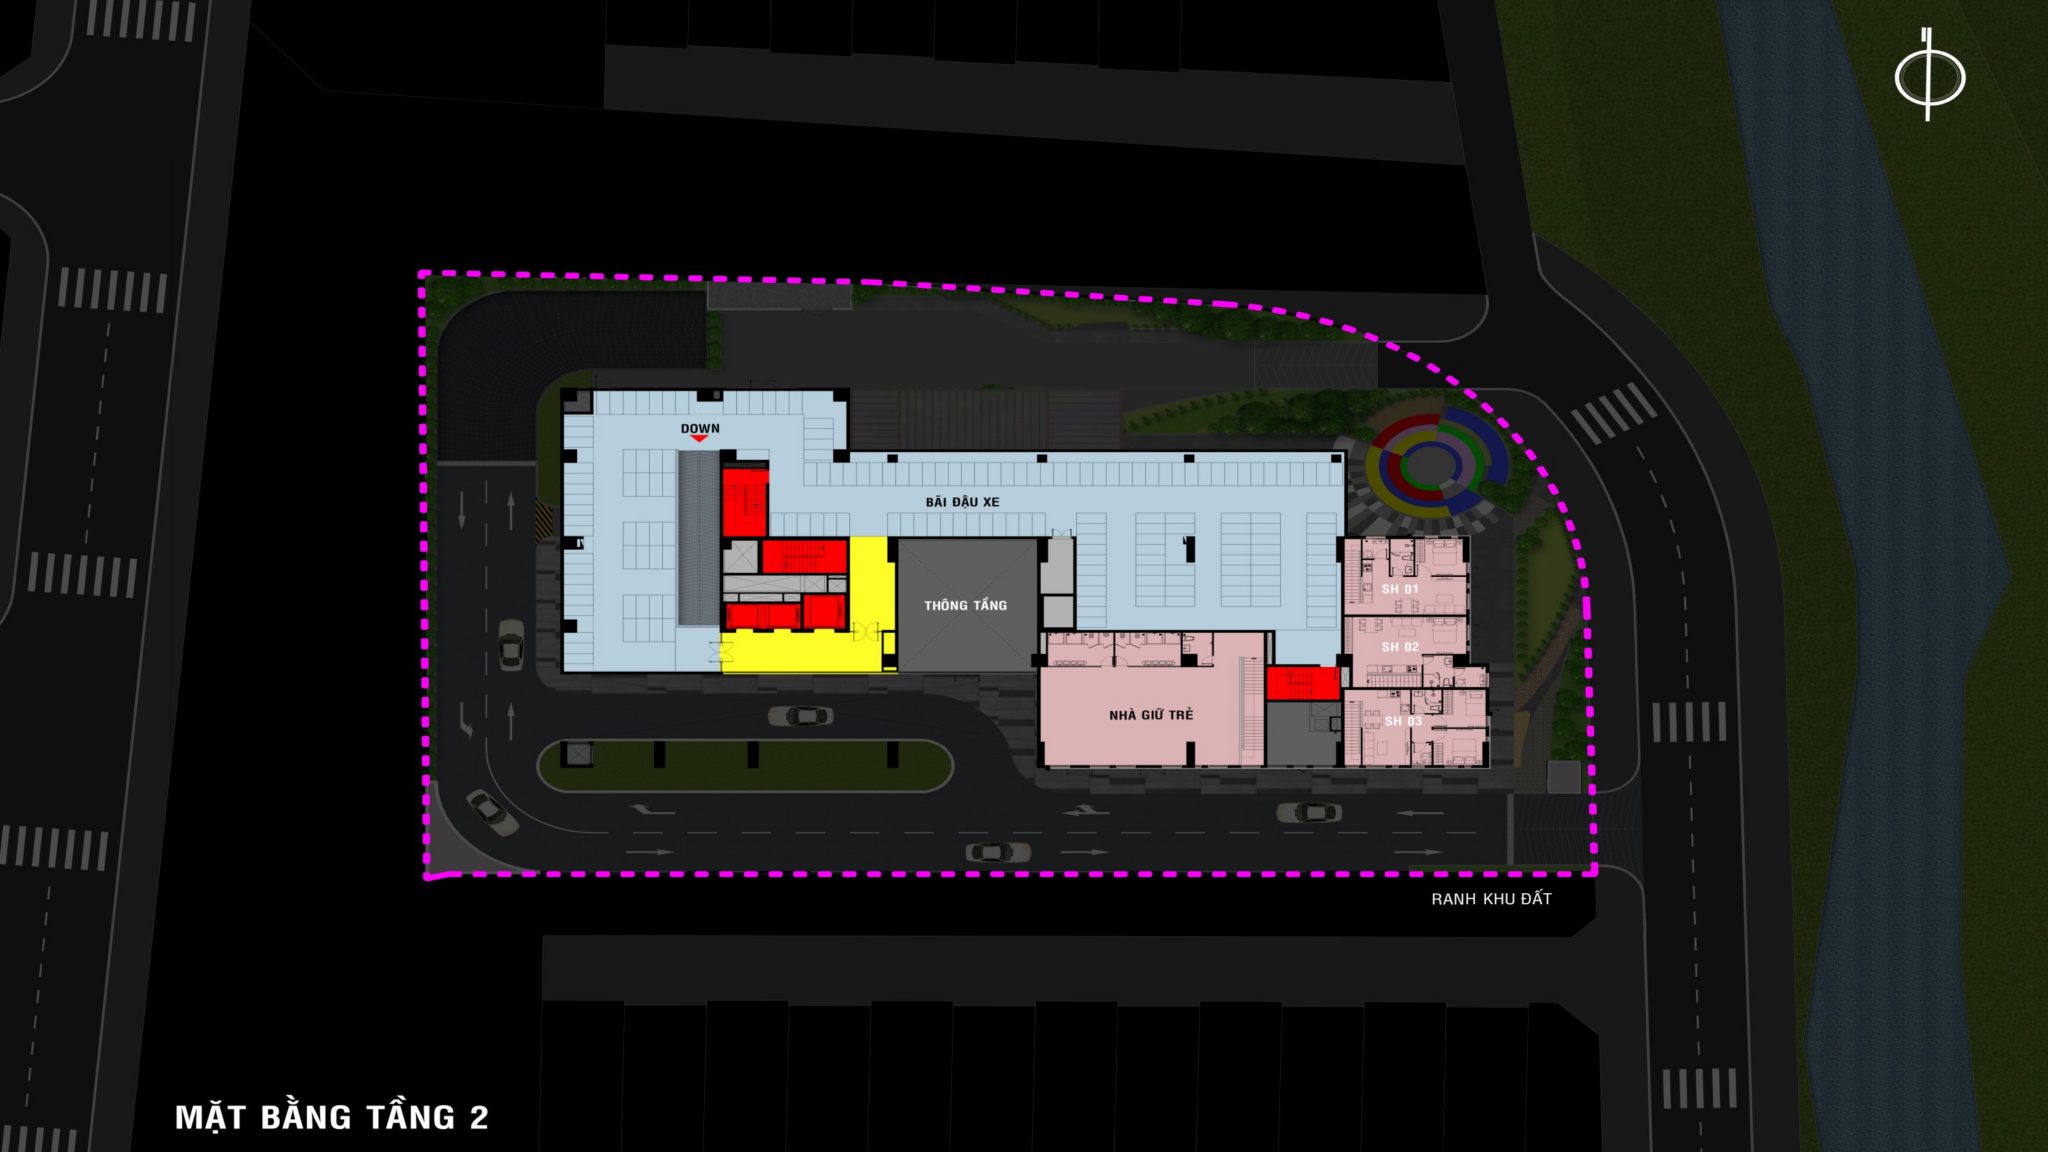 DOWN
BÃI ĐẬU XE
SH 01
THÔNG TẦNG
SH 02
NHÀ GIỮ TRẺ
SH 03
RANH KHU ĐẤT
MẶT BẰNG TẦNG 2